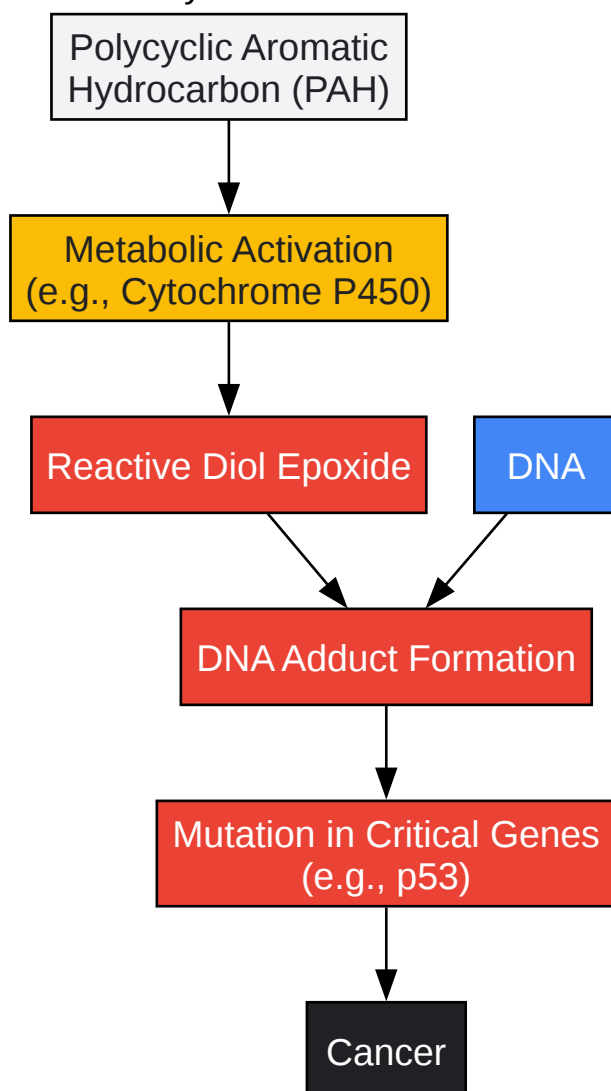 Polycyclic Aromatic
Hydrocarbon (PAH)
Metabolic Activation
(e.g., Cytochrome P450)
Reactive Diol Epoxide
DNA
DNA Adduct Formation
Mutation in Critical Genes
(e.g., p53)
Cancer